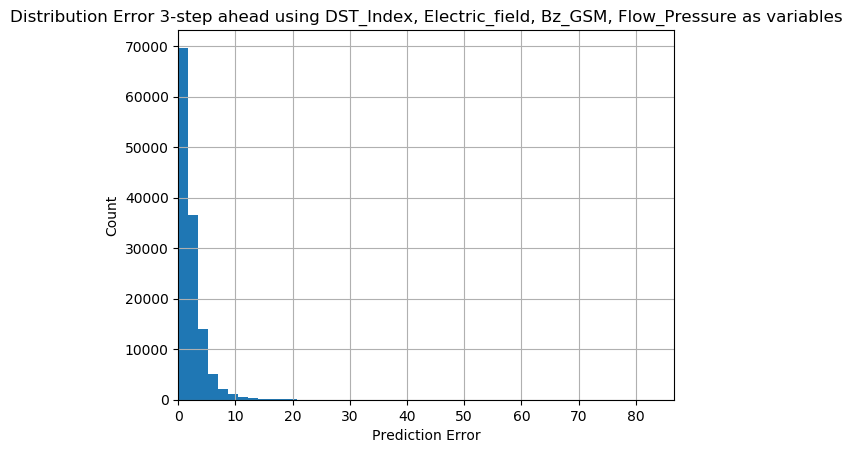 Distribution Error 3-step ahead using DST_Index, Electric_field, Bz_GSM, Flow_Pressure as variables
70000
60000
50000
40000
30000
20000
10000
0
Count
0 10 20 30 40 50 60 70 80
Prediction Error